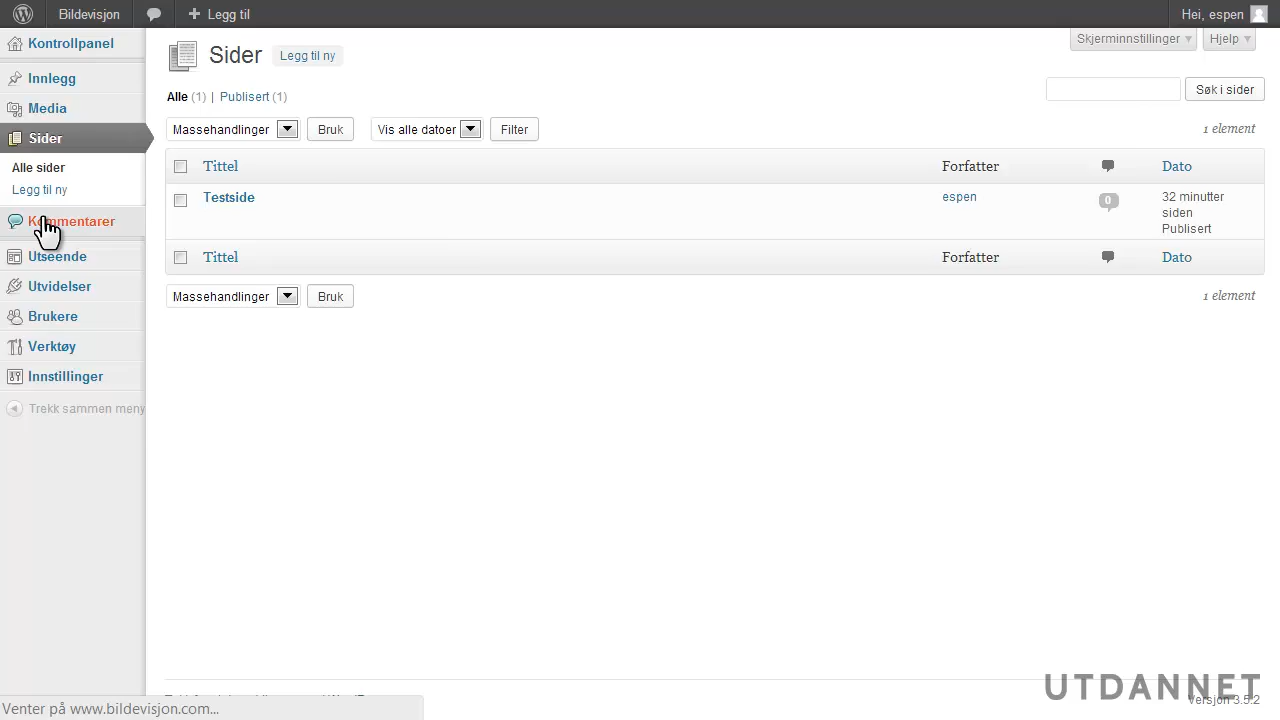 Bildevisjon Legg til Hei, espen
Kontrollpanel
Innlegg
Media
Sider
Alle sider
Legg til ny
Kommentarer
Utseende
Utvidelser
Brukere
Verktøy
Innstillinger
Trekk sammen meny
Skjerminnstillinger Hjelp
Sider Legg til ny
Alle (1) | Publisert (1)
Søk i sider
Massehandlinger Bruk Vis alle datoer Filter 1 element
Tittel Forfatter Dato
Testside espen 0 32 minutter
siden
Publisert
Tittel Forfatter Dato
Massehandlinger Bruk 1 element
UTDANNET
Versjon 3.5.2
Venter på www.bildevisjon.com...